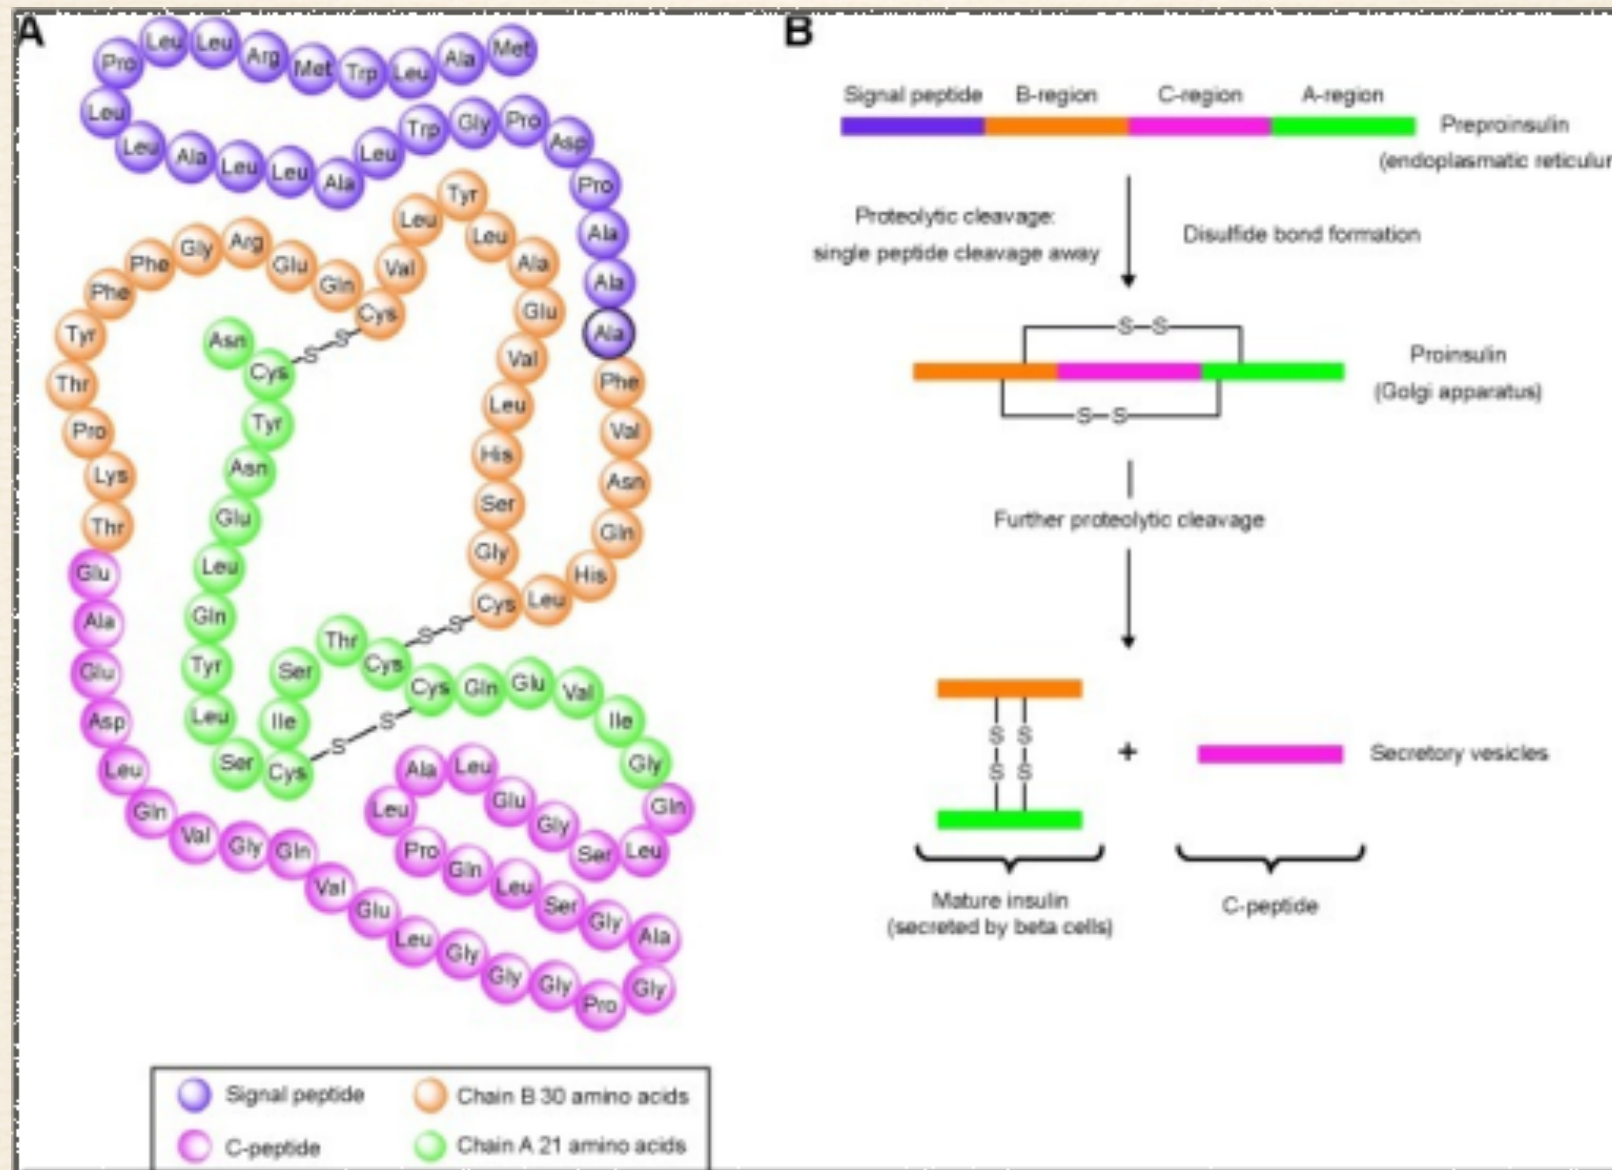 A
Met
Ala
Leu
Trp
Met
Arg
Leu
Leu
Pro
Leu
Leu
Ala
Leu
Leu
Ala
Leu
Trp
Gly
Pro
Asp
Pro
Ala
Ala
Ala
Phe
Val
Asn
Gln
His
Leu
Cys
Gly
Ser
His
Leu
Val
Glu
Ala
Leu
Tyr
Leu
Val
Cys
Gln
Glu
Arg
Gly
Phe
Phe
Tyr
Thr
Pro
Lys
Thr
Glu
Ala
Glu
Asp
Leu
Gln
Val
Gly
Gln
Val
Glu
Leu
Gly
Gly
Gly
Pro
Gly
Ala
Gly
Ser
Leu
Gln
Pro
Leu
Ala
Leu
Glu
Gly
Ser
Leu
Gln
Gly
Ile
Val
Glu
Gln
Cys
Cys
Thr
Ser
Ile
Cys
Ser
Leu
Tyr
Gln
Leu
Glu
Asn
Tyr
Cys
Asn
S S
S S
S S
Signal peptide
Chain B 30 amino acids
C-peptide
Chain A 21 amino acids
B
Signal peptide B-region C-region A-region
Preproinsulin
(endoplasmatic reticulur
Proteolytic cleavage:
single peptide cleavage away
Disulfide bond formation
S S
Proinsulin
(Golgi apparatus)
S S
Further proteolytic cleavage
S S
S S
+
Secretory vesicles
Mature insulin
(secreted by beta cells)
C-peptide